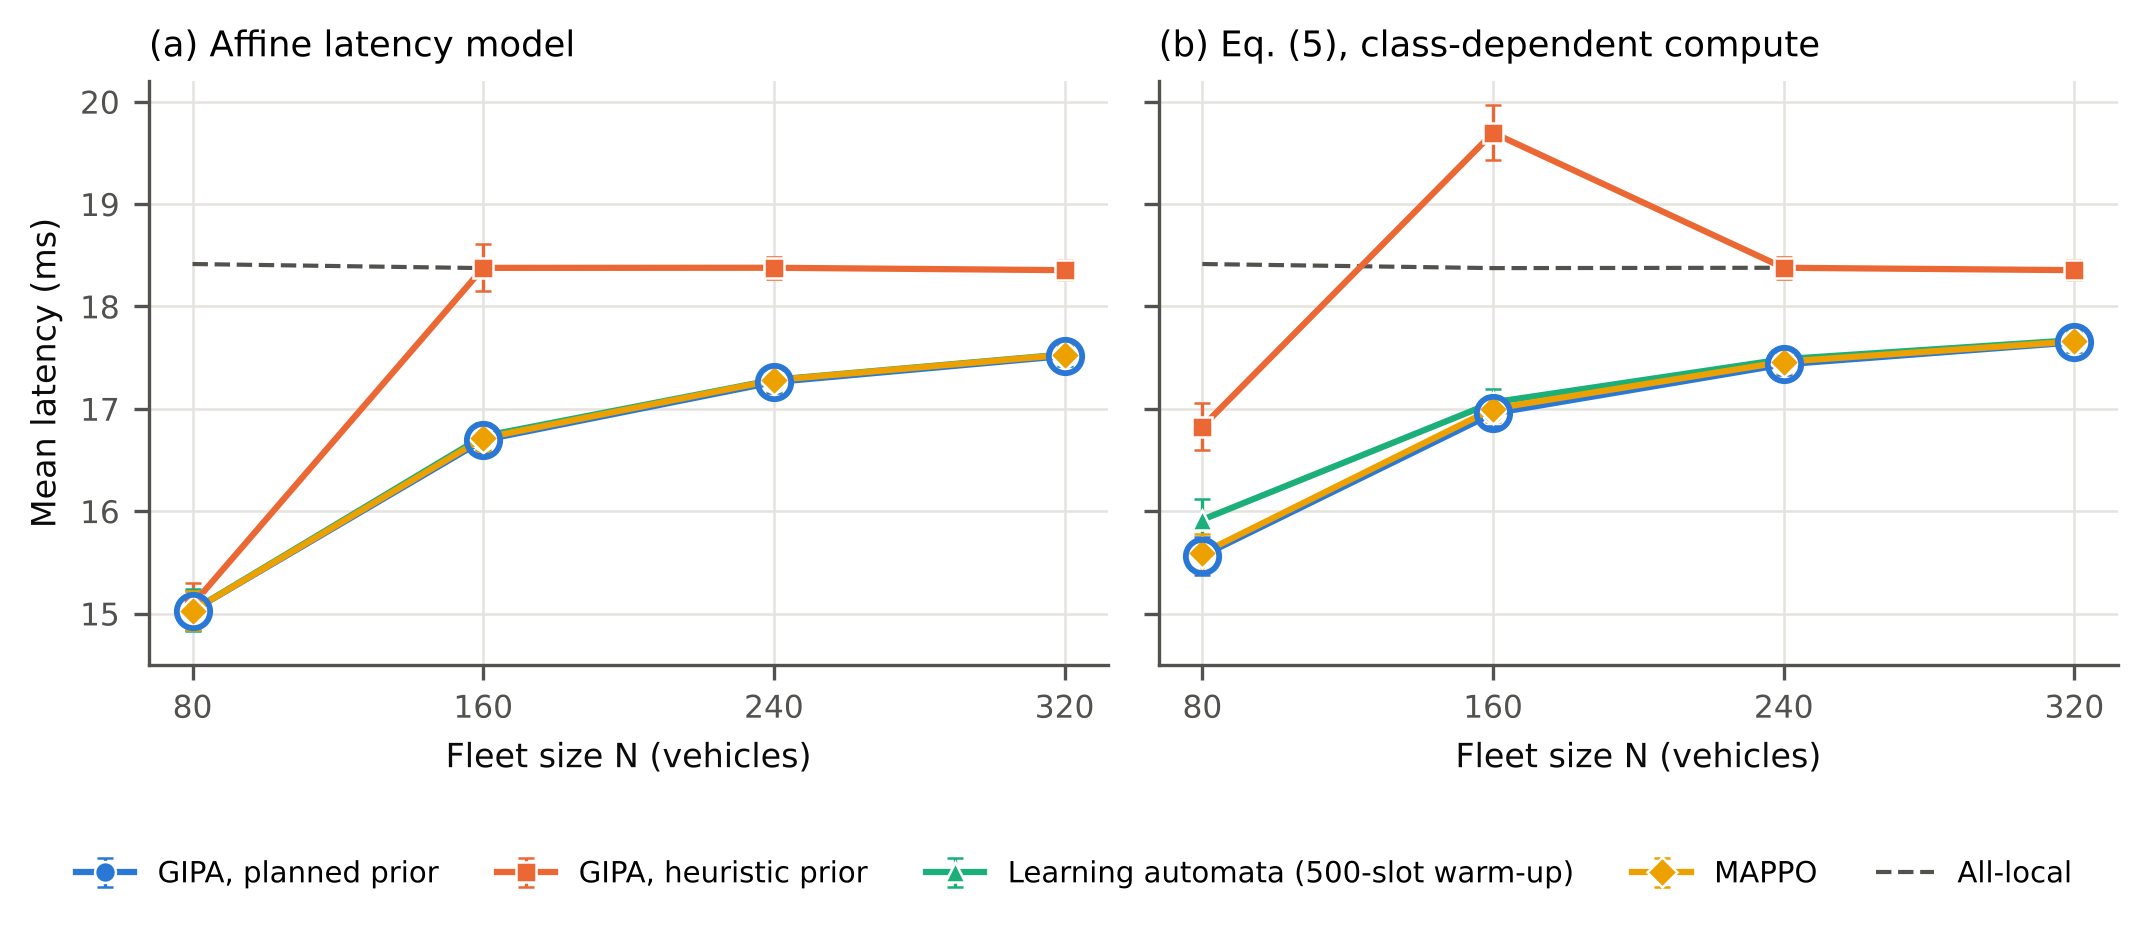 (a) Affine latency model
(b) Eq. (5), class-dependent compute
Mean latency (ms)
20
19
18
17
16
15
80 160 240 320
80 160 240 320
Fleet size N (vehicles)
Fleet size N (vehicles)
GIPA, planned prior
GIPA, heuristic prior
Learning automata (500-slot warm-up)
MAPPO
All-local